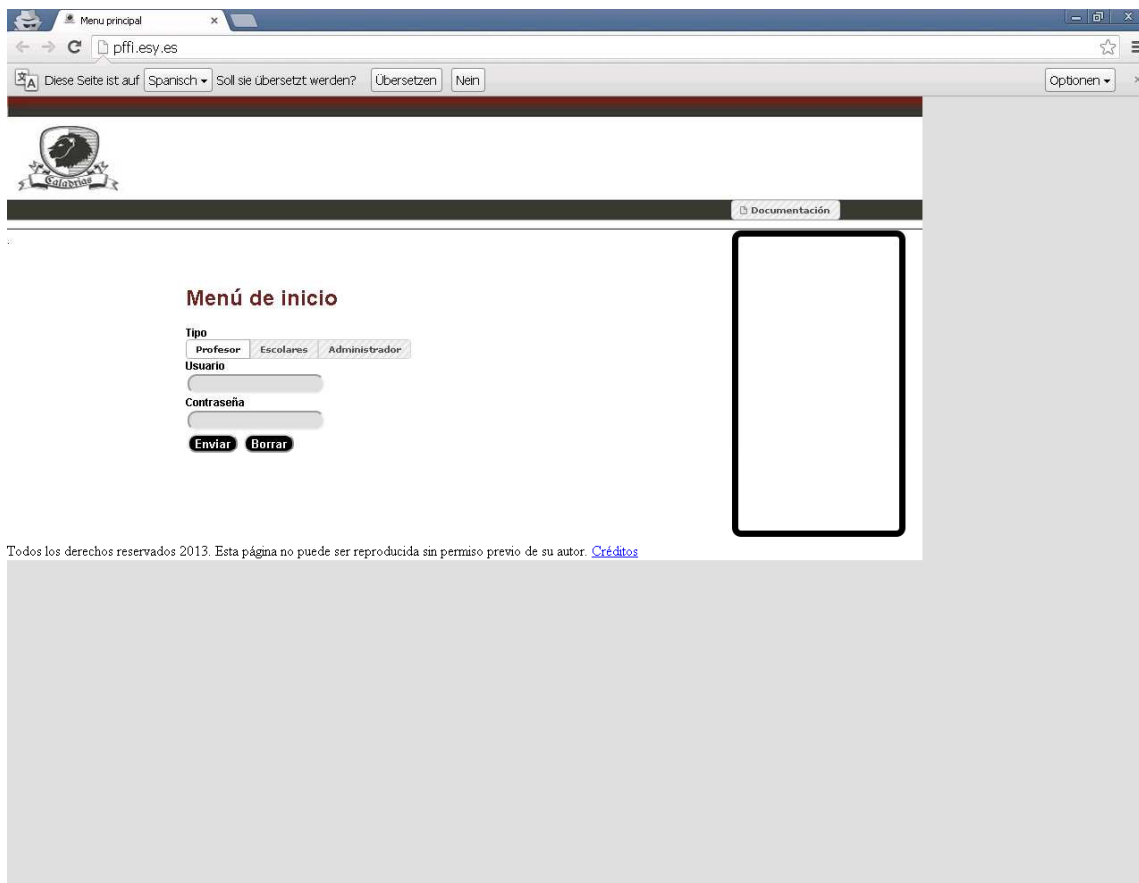 Menu principal
pffi.esy.es
Diese Seite ist auf Spanisch Soll sie übersetzt werden? Übersetzen Nein Optionen
Calabrias
Documentación
.
Menú de inicio
Tipo
Profesor Escolares Administrador
Usuario
Contraseña
Enviar Borrar
Todos los derechos reservados 2013. Esta página no puede ser reproducida sin permiso previo de su autor. Créditos